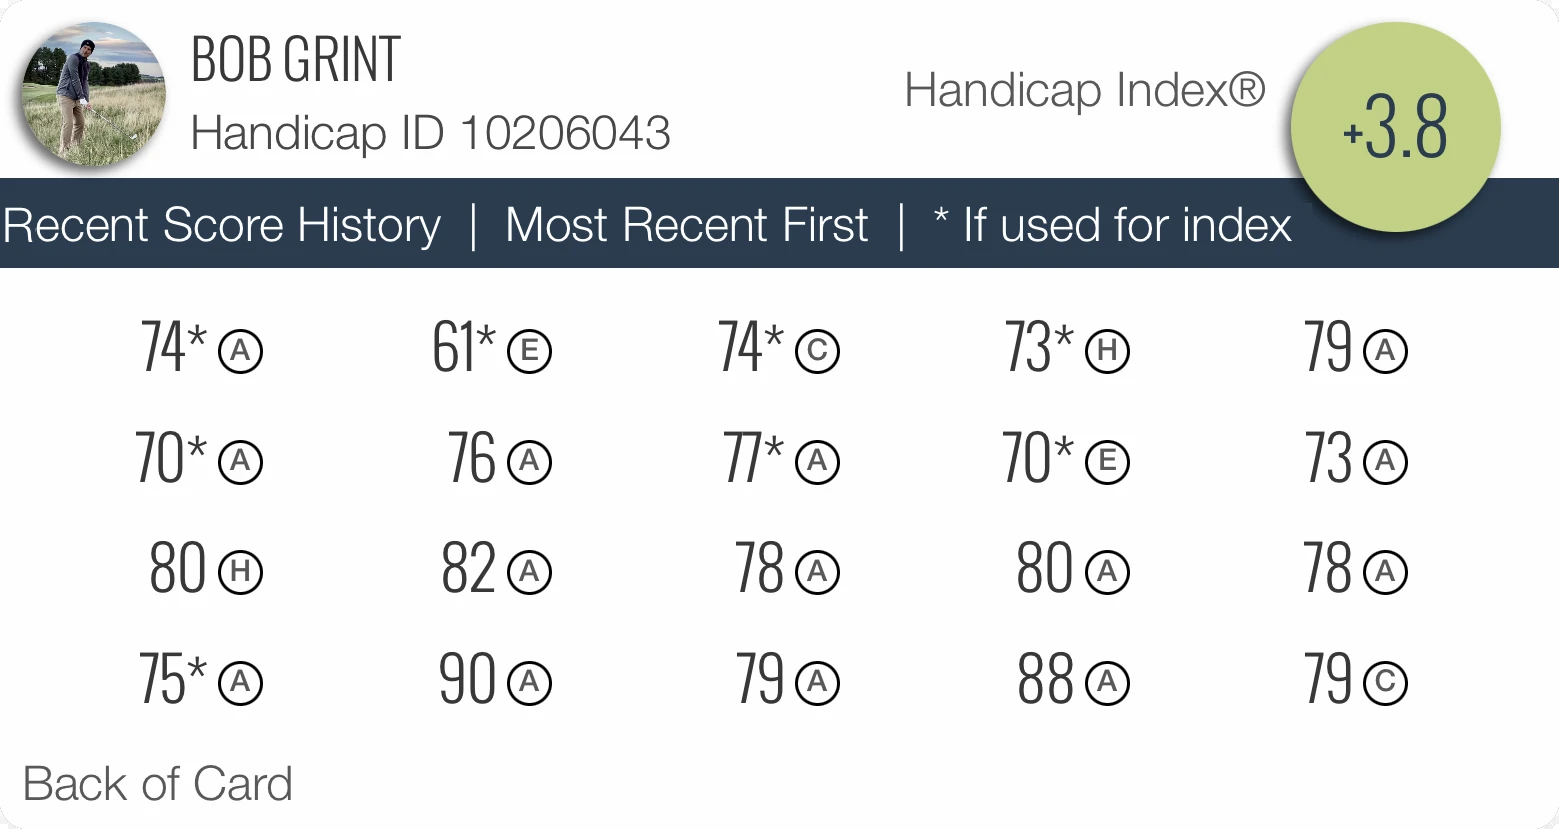 BOB GRINT
Handicap ID 10206043
Handicap Index®
+3.8
Recent Score History | Most Recent First | * If used for index
74* A 61* E 74* C 73* H 79 A
70* A 76 A 77* A 70* E 73 A
80 H 82 A 78 A 80 A 78 A
75* A 90 A 79 A 88 A 79 C
Back of Card